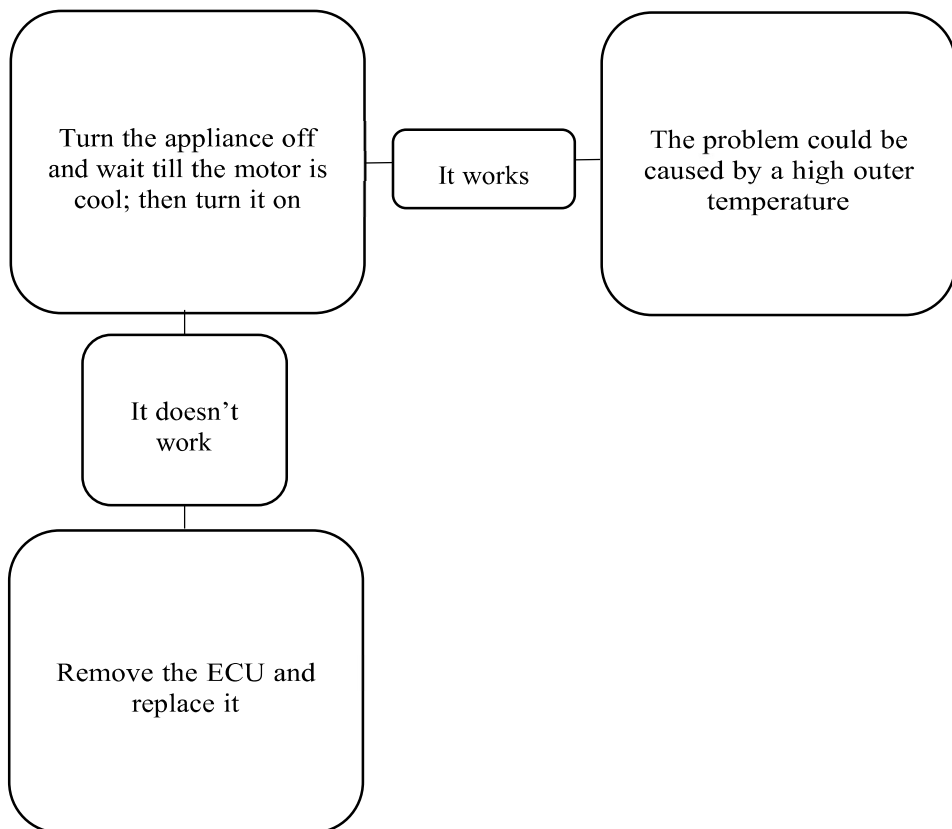 Turn the appliance off
and wait till the motor is
cool; then turn it on
It works
The problem could be
caused by a high outer
temperature
It doesn’t
work
Remove the ECU and
replace it